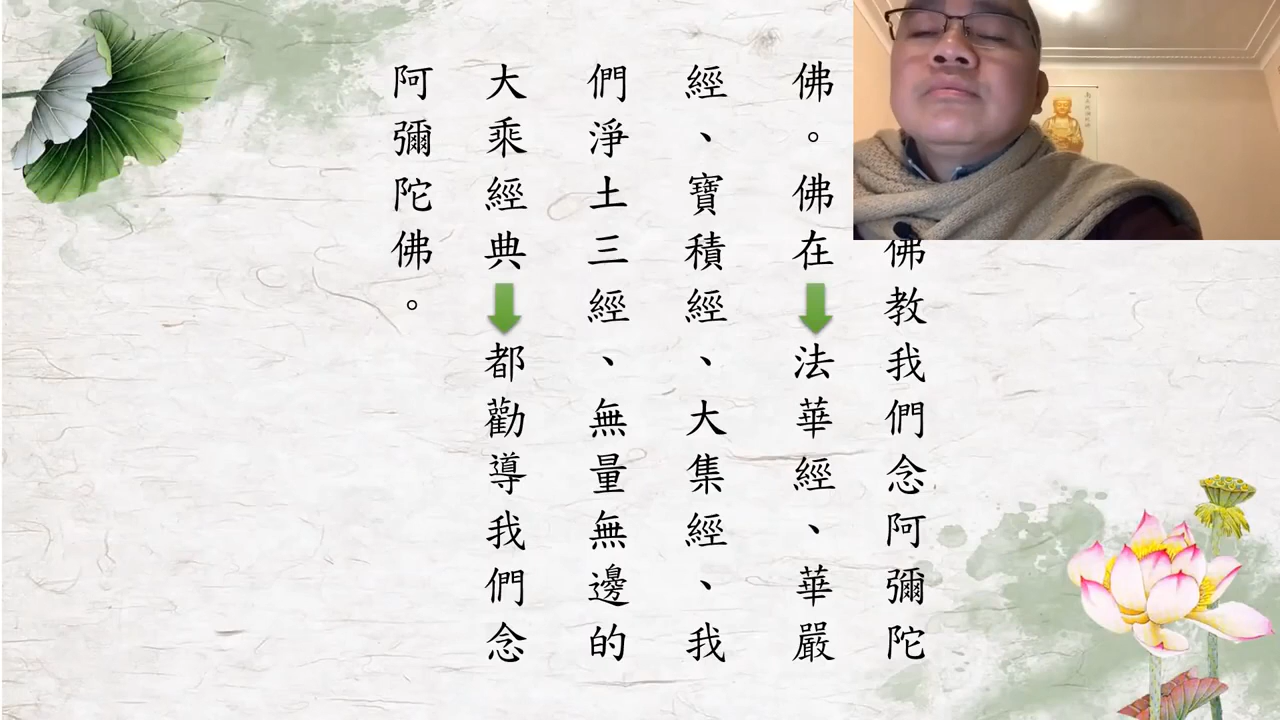 佛教我們念阿彌陀
佛。佛在法華經、華嚴
經、寶積經、大集經、我
們淨土三經、無量無邊的
大乘經典都勸導我們念
阿彌陀佛。